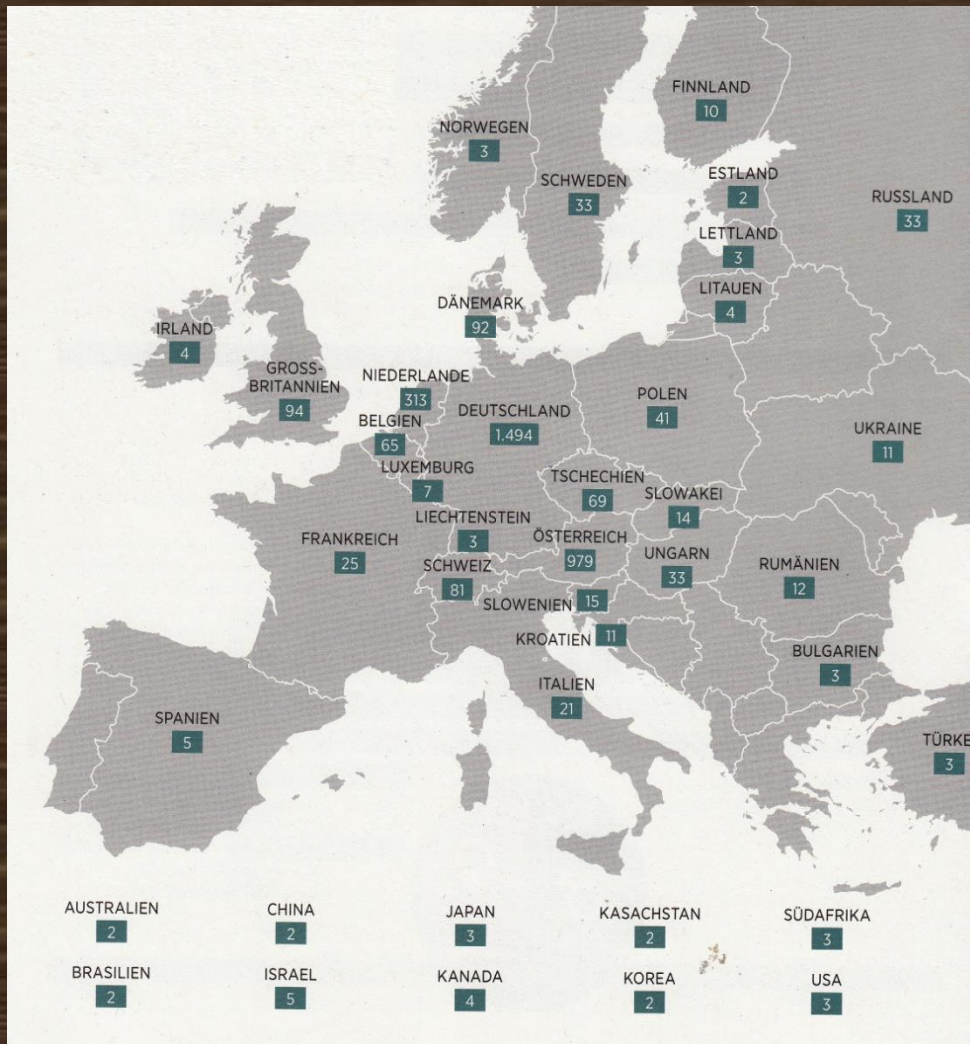 FINNLAND
10
NORWEGEN
3
SCHWEDEN
33
ESTLAND
2
RUSSLAND
33
LETTLAND
3
LITAUEN
4
DÄNEMARK
92
IRLAND
4
GROSS-
BRITANNIEN
94
NIEDERLANDE
313
BELGIEN
65
DEUTSCHLAND
1.494
POLEN
41
UKRAINE
11
LUXEMBURG
7
TSCHECHIEN
69
SLOWAKEI
14
LIECHTENSTEIN
3
FRANKREICH
25
SCHWEIZ
81
ÖSTERREICH
979
UNGARN
33
RUMÄNIEN
12
SLOWENIEN
15
KROATIEN
11
BULGARIEN
3
ITALIEN
21
SPANIEN
5
TÜRKE
3
AUSTRALIEN
2
CHINA
2
JAPAN
3
KASACHSTAN
2
SÜDAFRIKA
3
BRASILIEN
2
ISRAEL
5
KANADA
4
KOREA
2
USA
3